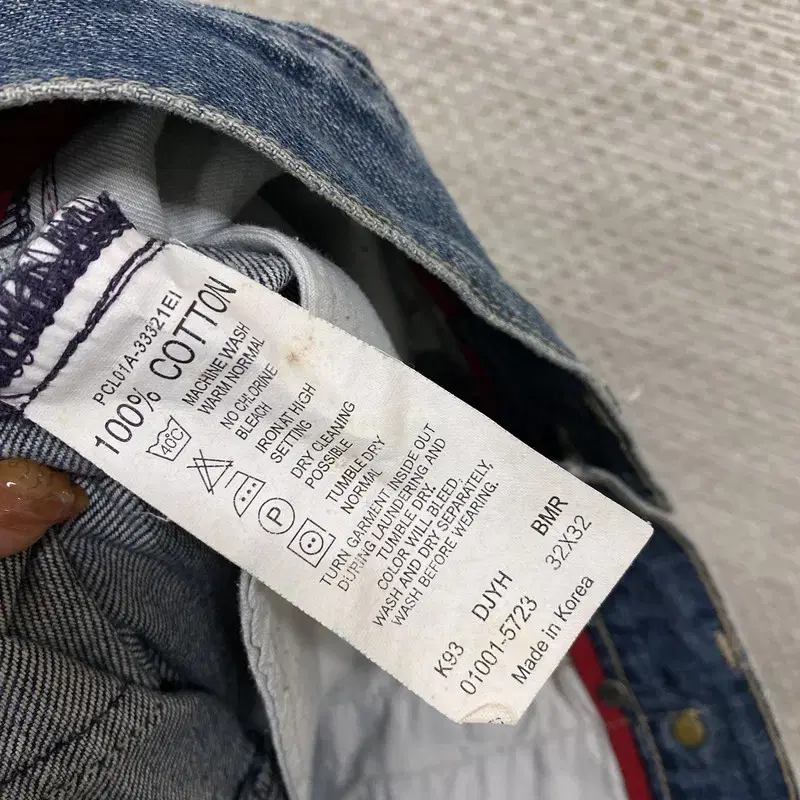 PCL01A-33321EI
100% COTTON
40°C
MACHINE WASH
WARM NORMAL
NO CHLORINE
BLEACH
IRON AT HIGH
SETTING
P
DRY CLEANING
POSSIBLE
TUMBLE DRY
NORMAL
TURN GARMENT INSIDE OUT
DURING LAUNDERING AND
TUMBLE DRY.
COLOR WILL BLEED.
WASH AND DRY SEPARATELY,
WASH BEFORE WEARING.
K93 DJYH BMR
01001-5723 32X32
Made in Korea